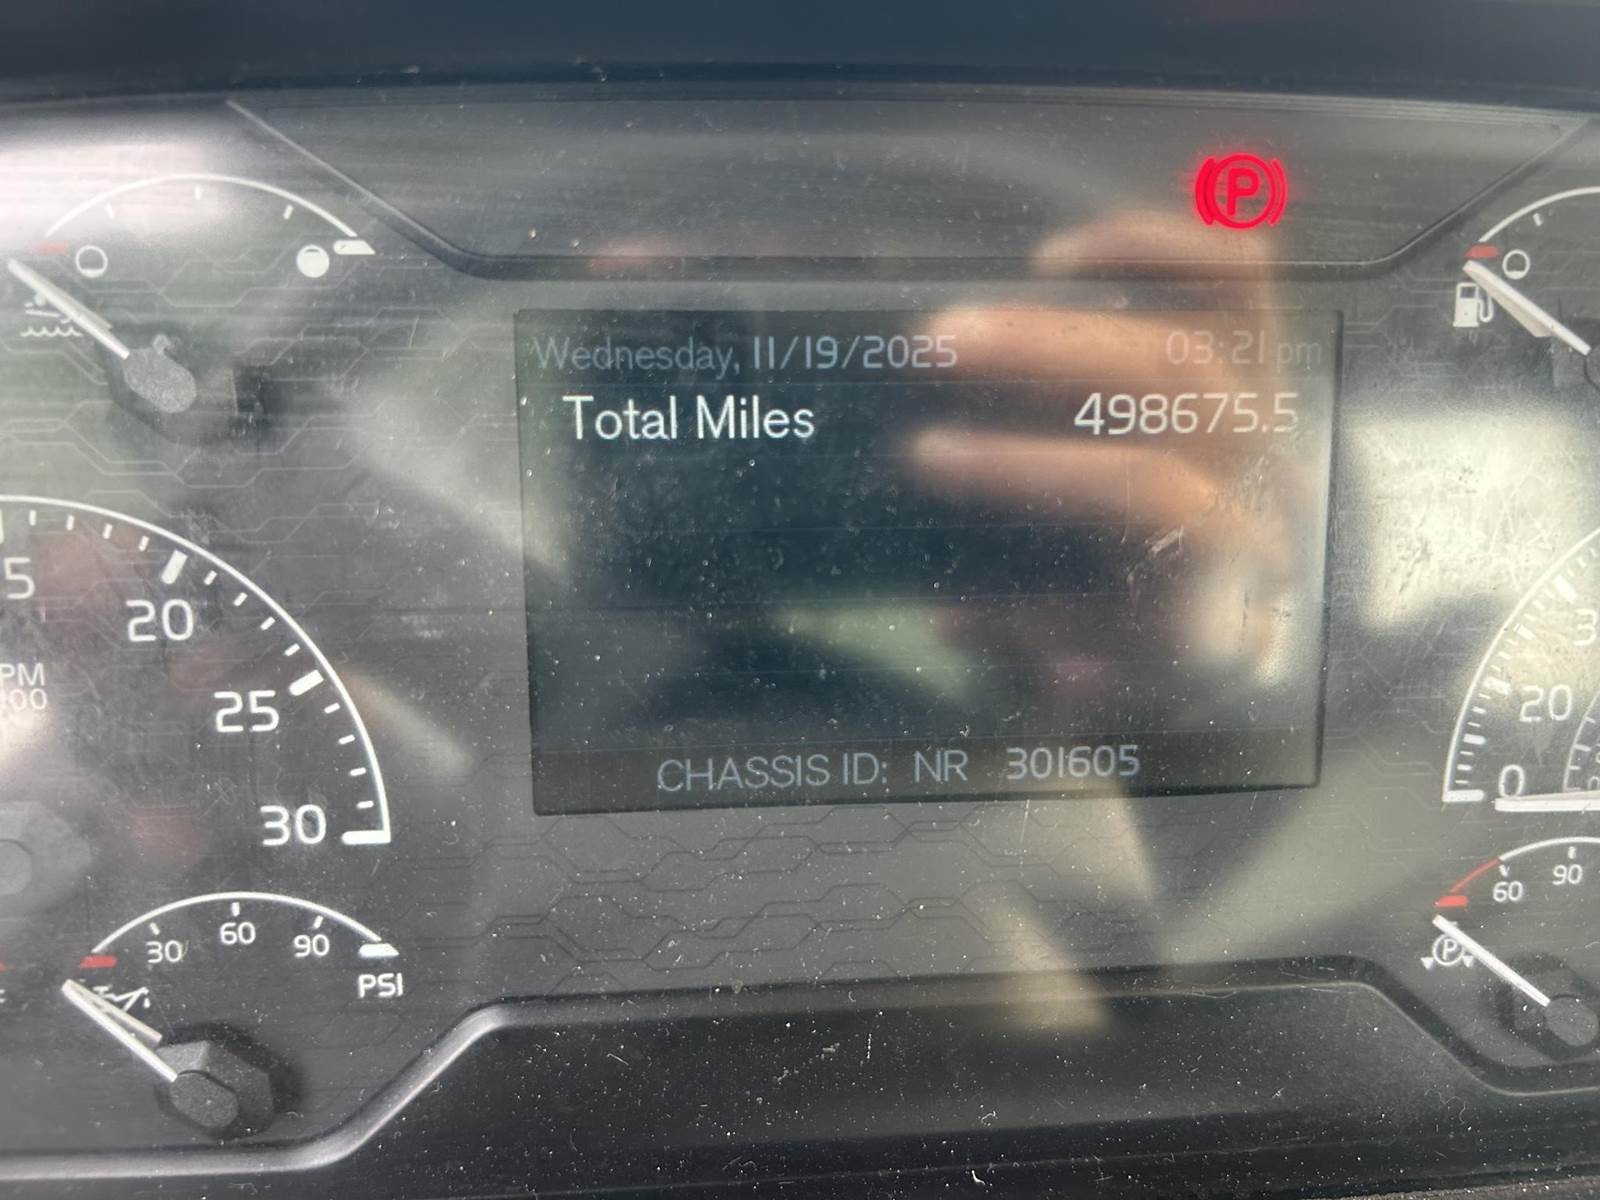 P
Wednesday, 11/19/2025 03:21 pm
Total Miles 498675.5
5
20
25
30
CHASSIS ID: NR 301605
30 60 90
PSI
20
0
60 90
P